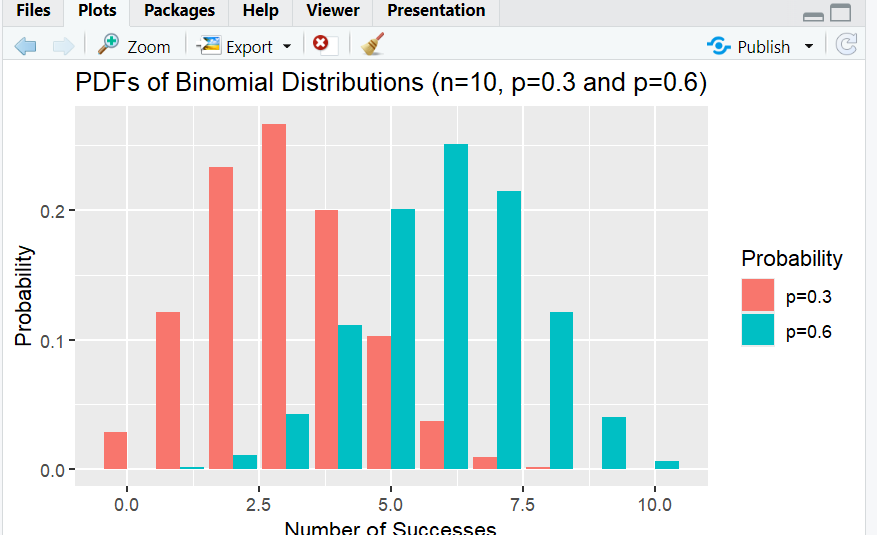 Files Plots Packages Help Viewer Presentation
Zoom Export Publish
PDFs of Binomial Distributions (n=10, p=0.3 and p=0.6)
0.2
0.1
0.0
Probability
0.0 2.5 5.0 7.5 10.0
Number of Successes
Probability
p=0.3
p=0.6